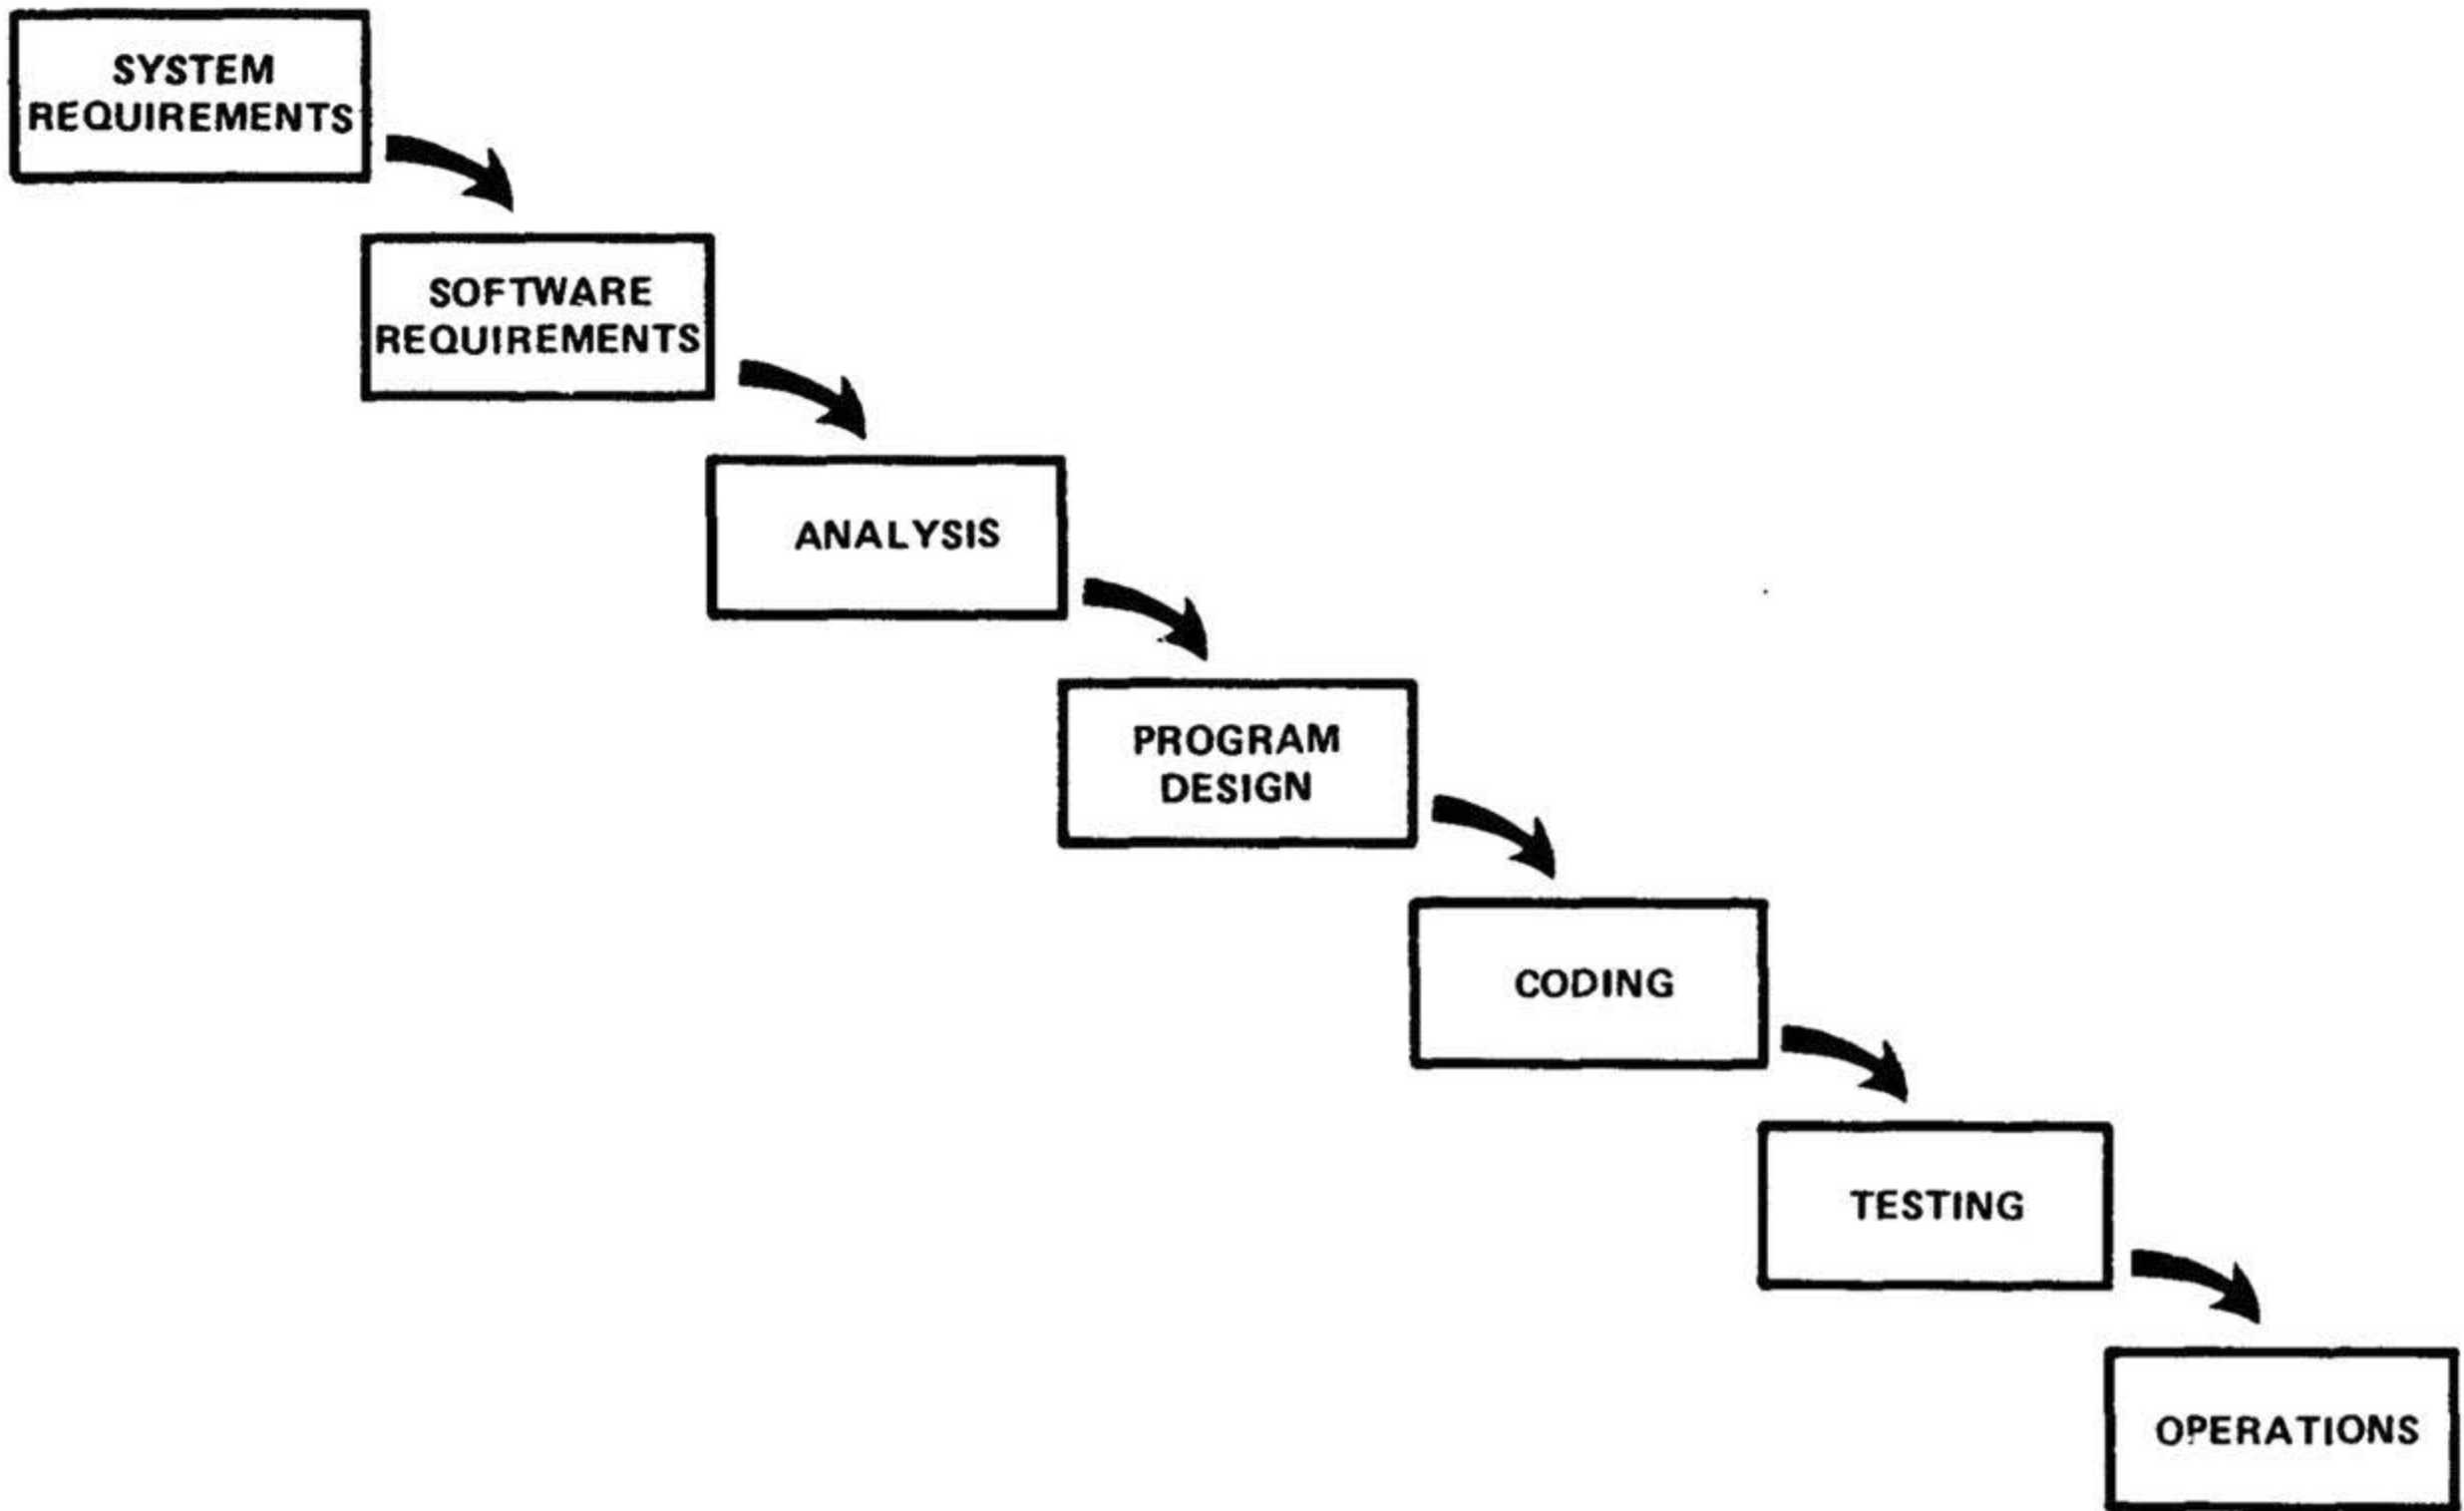 SYSTEM
REQUIREMENTS
SOFTWARE
REQUIREMENTS
ANALYSIS
PROGRAM
DESIGN
CODING
TESTING
OPERATIONS